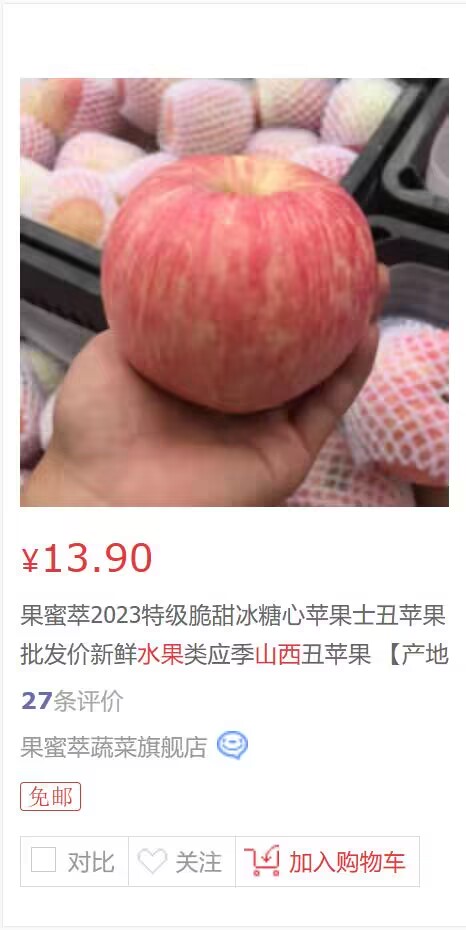 ¥13.90
果蜜萃2023特级脆甜冰糖心苹果士丑苹果
批发价新鲜水果类应季山西丑苹果 【产地
27条评价
果蜜萃蔬菜旗舰店
免邮
对比 关注 加入购物车